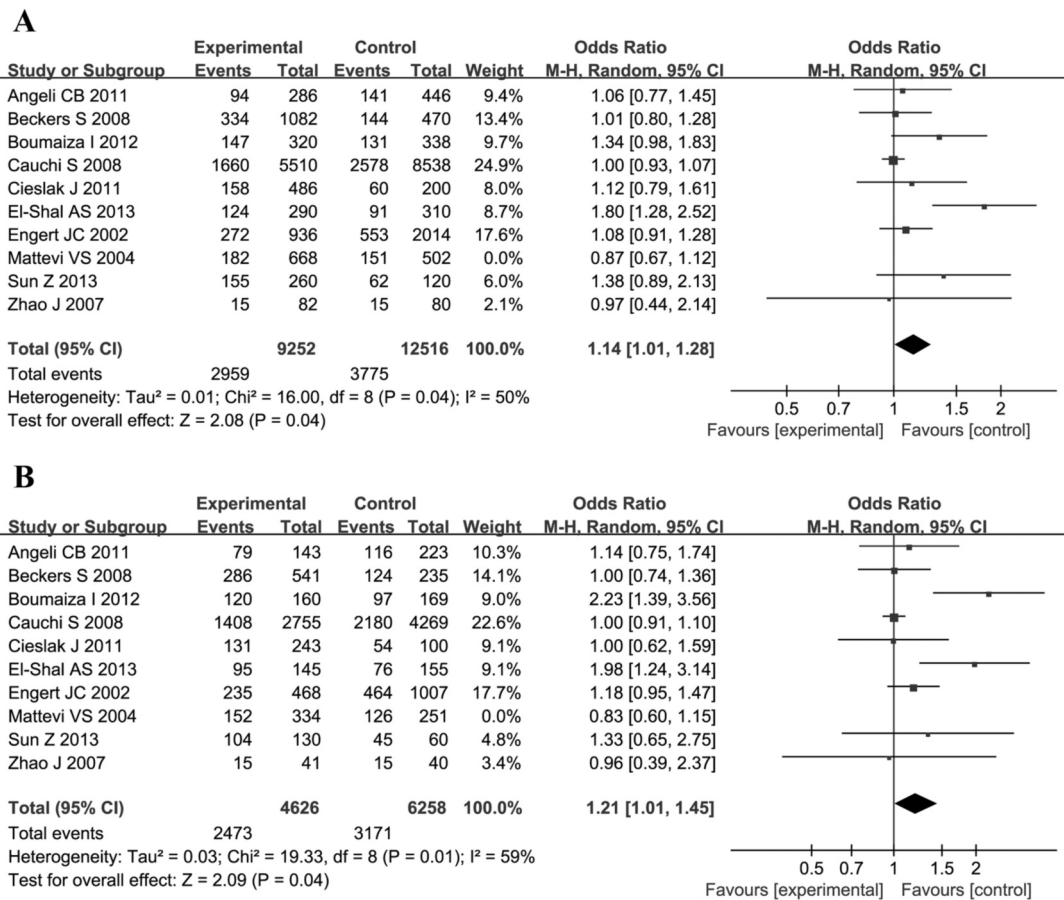 A
Experimental Control Odds Ratio Odds Ratio
Study or Subgroup Events Total Events Total Weight M-H, Random, 95% CI M-H, Random, 95% CI
Angeli CB 2011 94 286 141 446 9.4% 1.06 [0.77, 1.45]
Beckers S 2008 334 1082 144 470 13.4% 1.01 [0.80, 1.28]
Boumaiza I 2012 147 320 131 338 9.7% 1.34 [0.98, 1.83]
Cauchi S 2008 1660 5510 2578 8538 24.9% 1.00 [0.93, 1.07]
Cieslak J 2011 158 486 60 200 8.0% 1.12 [0.79, 1.61]
El-Shal AS 2013 124 290 91 310 8.7% 1.80 [1.28, 2.52]
Engert JC 2002 272 936 553 2014 17.6% 1.08 [0.91, 1.28]
Mattevi VS 2004 182 668 151 502 0.0% 0.87 [0.67, 1.12]
Sun Z 2013 155 260 62 120 6.0% 1.38 [0.89, 2.13]
Zhao J 2007 15 82 15 80 2.1% 0.97 [0.44, 2.14]
Total (95% CI) 9252 12516 100.0% 1.14 [1.01, 1.28]
Total events 2959 3775
Heterogeneity: Tau² = 0.01; Chi² = 16.00, df = 8 (P = 0.04); I² = 50%
Test for overall effect: Z = 2.08 (P = 0.04)
0.5 0.7 1 1.5 2
Favours [experimental] Favours [control]
B
Experimental Control Odds Ratio Odds Ratio
Study or Subgroup Events Total Events Total Weight M-H, Random, 95% CI M-H, Random, 95% CI
Angeli CB 2011 79 143 116 223 10.3% 1.14 [0.75, 1.74]
Beckers S 2008 286 541 124 235 14.1% 1.00 [0.74, 1.36]
Boumaiza I 2012 120 160 97 169 9.0% 2.23 [1.39, 3.56]
Cauchi S 2008 1408 2755 2180 4269 22.6% 1.00 [0.91, 1.10]
Cieslak J 2011 131 243 54 100 9.1% 1.00 [0.62, 1.59]
El-Shal AS 2013 95 145 76 155 9.1% 1.98 [1.24, 3.14]
Engert JC 2002 235 468 464 1007 17.7% 1.18 [0.95, 1.47]
Mattevi VS 2004 152 334 126 251 0.0% 0.83 [0.60, 1.15]
Sun Z 2013 104 130 45 60 4.8% 1.33 [0.65, 2.75]
Zhao J 2007 15 41 15 40 3.4% 0.96 [0.39, 2.37]
Total (95% CI) 4626 6258 100.0% 1.21 [1.01, 1.45]
Total events 2473 3171
Heterogeneity: Tau² = 0.03; Chi² = 19.33, df = 8 (P = 0.01); I² = 59%
Test for overall effect: Z = 2.09 (P = 0.04)
0.5 0.7 1 1.5 2
Favours [experimental] Favours [control]